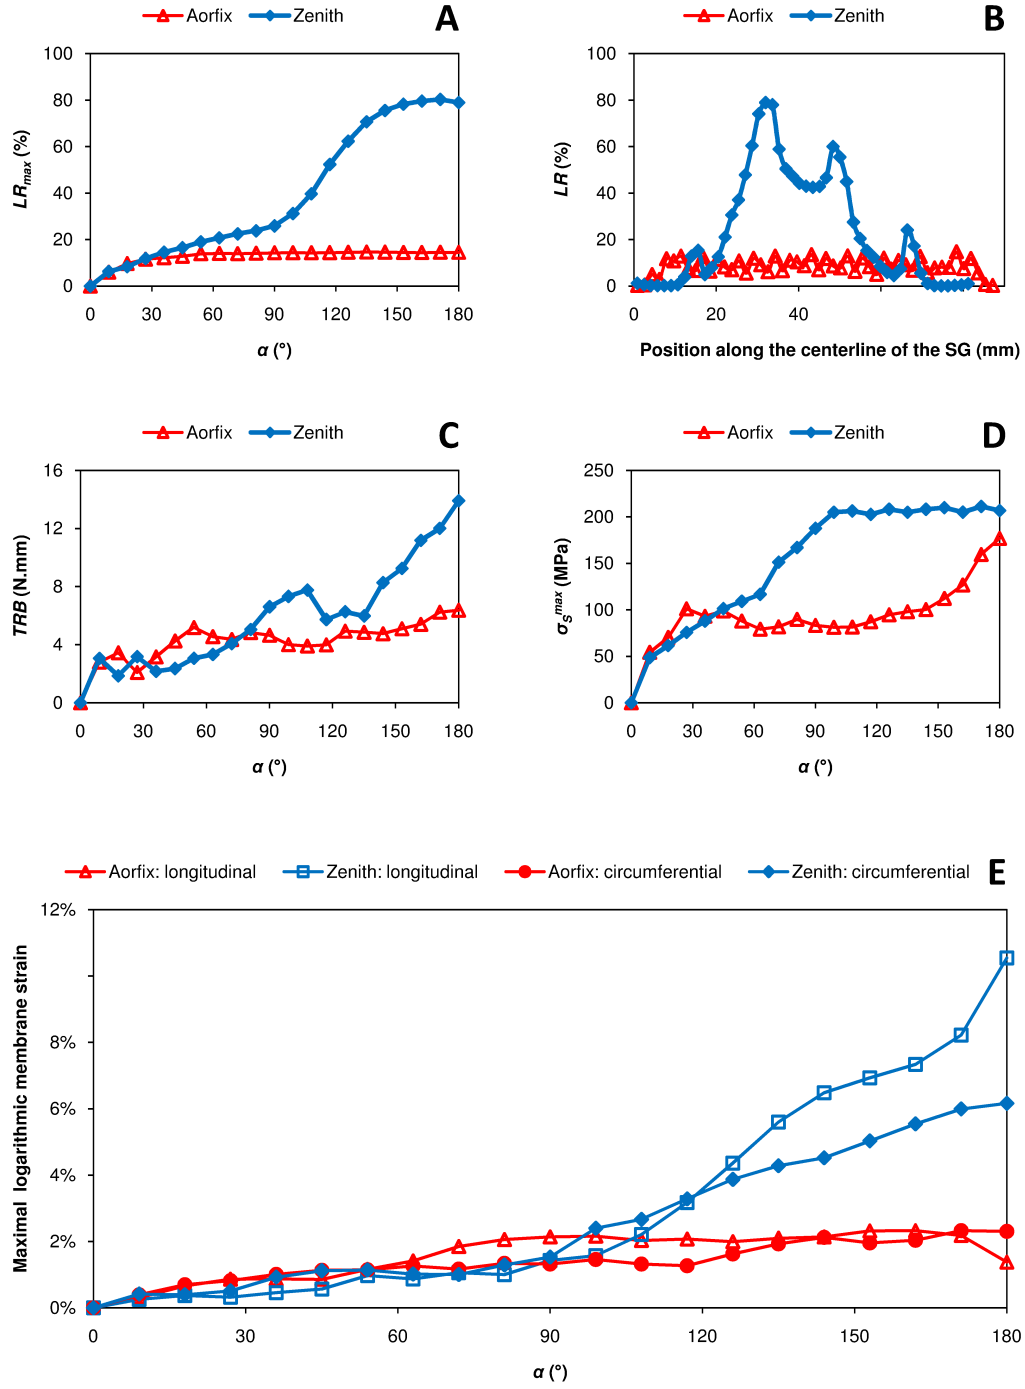 Aorfix Zenith A
100
80
60
40
20
0
LRmax (%)
0 30 60 90 120 150 180
α (°)
Aorfix Zenith B
100
80
60
40
20
0
LR (%)
0 20 40
Position along the centerline of the SG (mm)
Aorfix Zenith C
16
12
8
4
0
TRB (N.mm)
0 30 60 90 120 150 180
α (°)
Aorfix Zenith D
250
200
150
100
50
0
σS max (MPa)
0 30 60 90 120 150 180
α (°)
Aorfix: longitudinal Zenith: longitudinal Aorfix: circumferential Zenith: circumferential E
12%
8%
6%
4%
2%
0%
Maximal logarithmic membrane strain
0 30 60 90 120 150 180
α (°)